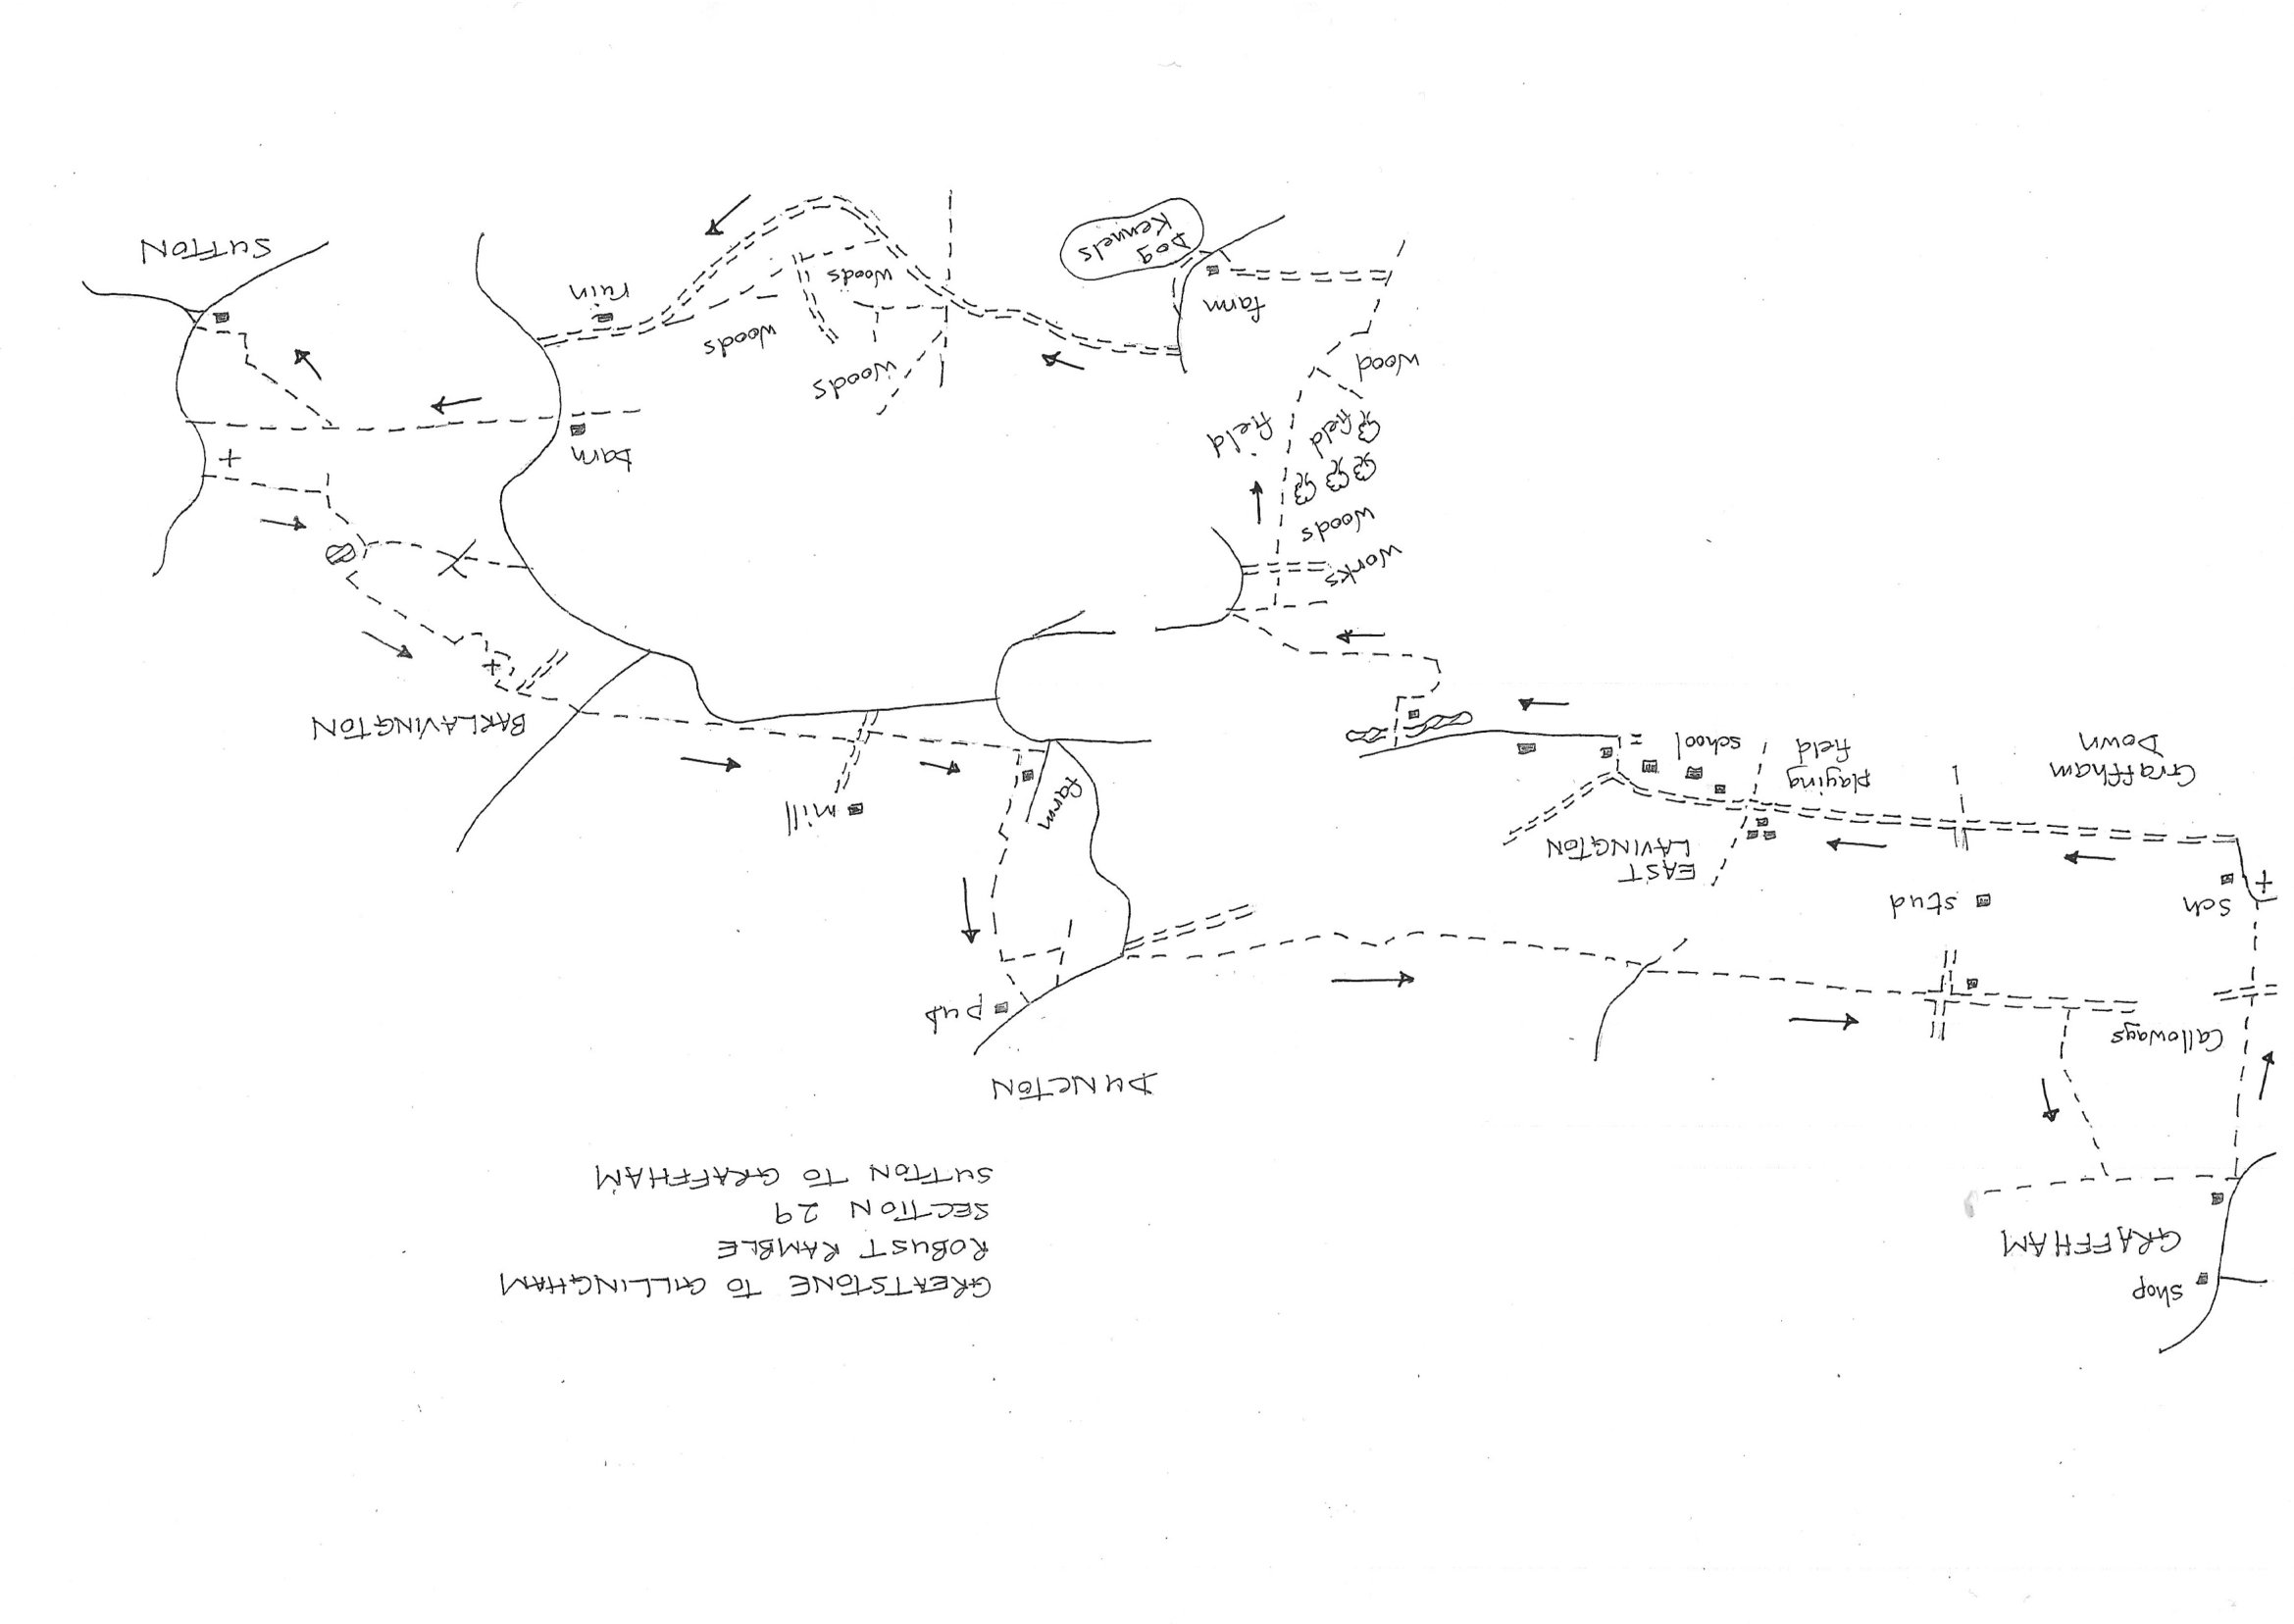 shop
GRAFFHAM
GREATSTONE TO GILLINGHAM
ROBUST RAMBLE
SECTION 29
SUTTON TO GRAFFHAM
DUNCTON
pub
Calloways
Sch
stud
EAST
LAVINGTON
Graffham
Down
playing
field
school
farm
mill
BARLAVINGTON
Works
Woods
field
field
Wood
farm
Dog
Kennels
Woods
Woods
Woods
barn
ruin
SUTTON